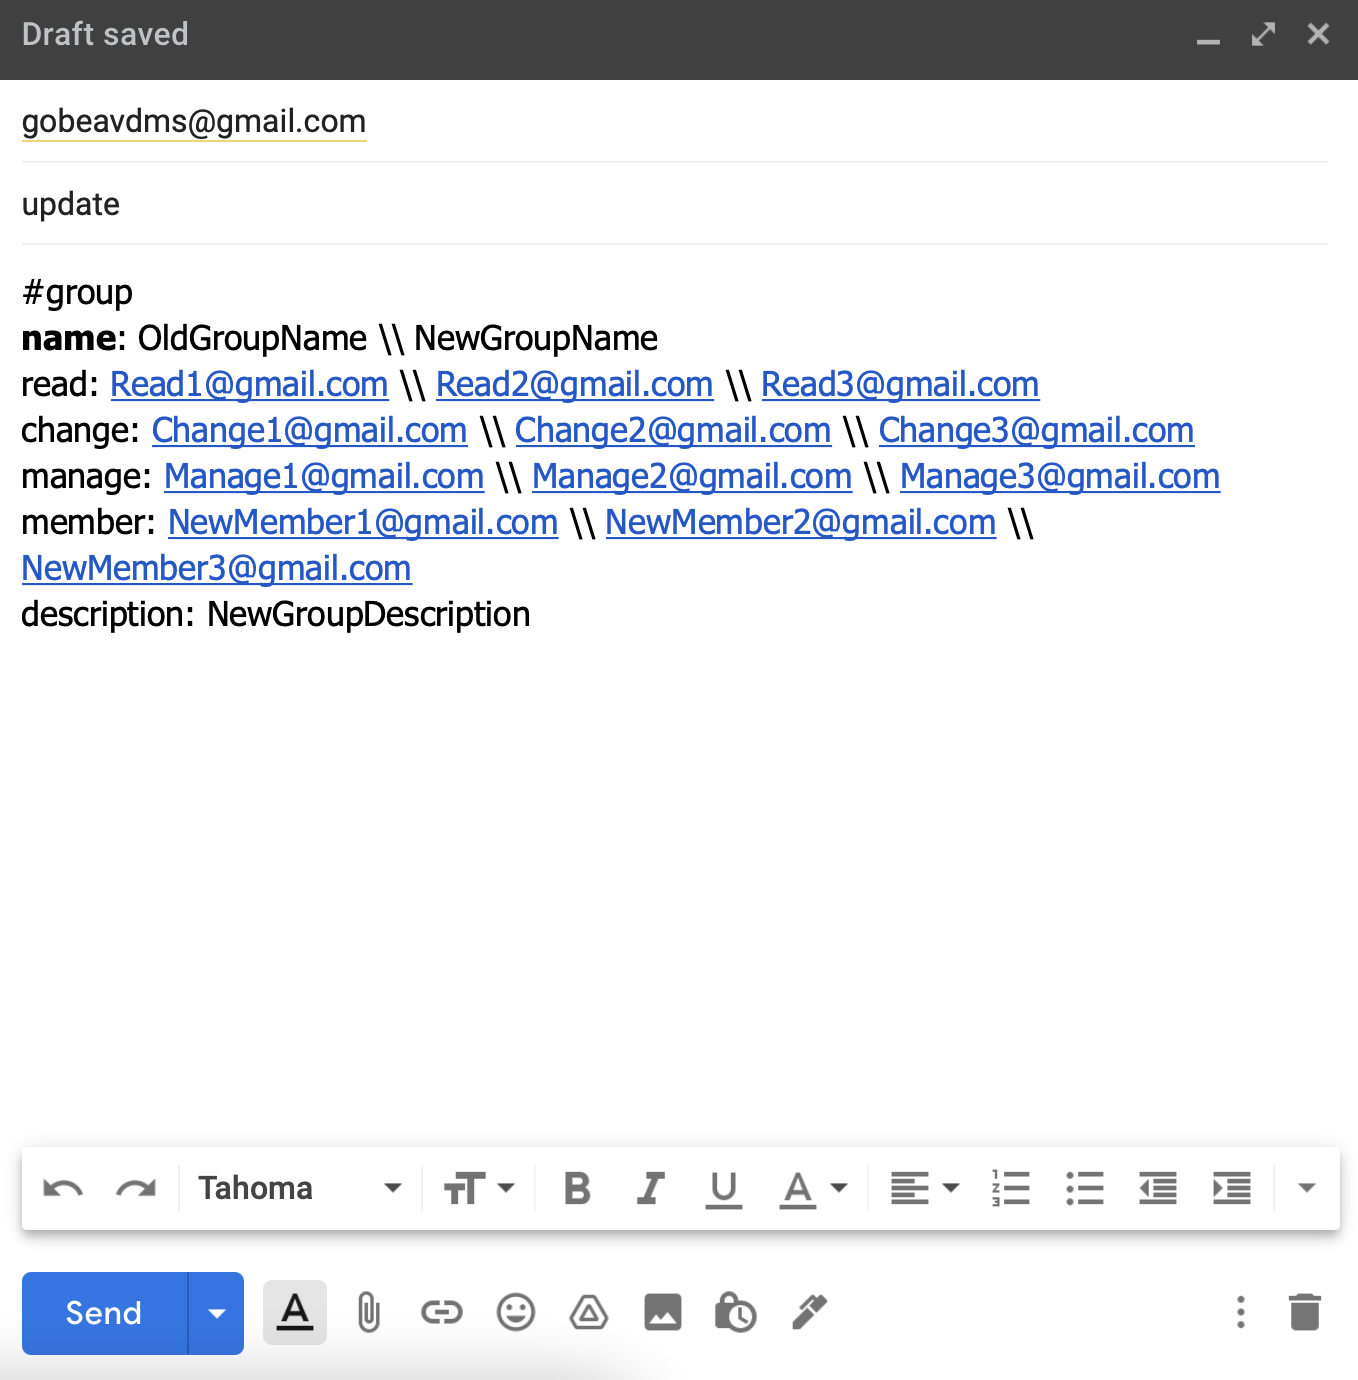 Draft saved
gobeavdms@gmail.com
update
#group
name: OldGroupName \\ NewGroupName
read: Read1@gmail.com \\ Read2@gmail.com \\ Read3@gmail.com
change: Change1@gmail.com \\ Change2@gmail.com \\ Change3@gmail.com
manage: Manage1@gmail.com \\ Manage2@gmail.com \\ Manage3@gmail.com
member: NewMember1@gmail.com \\ NewMember2@gmail.com \\
NewMember3@gmail.com
description: NewGroupDescription
Tahoma
Send